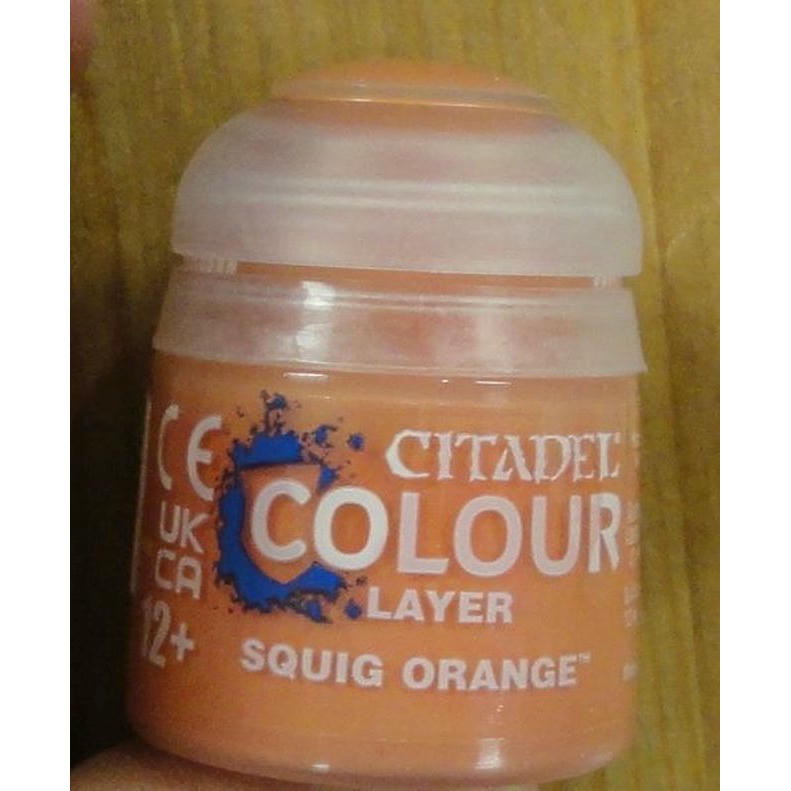 CE
UK
CA
12+
CITADEL
COLOUR
LAYER
SQUIG ORANGE™